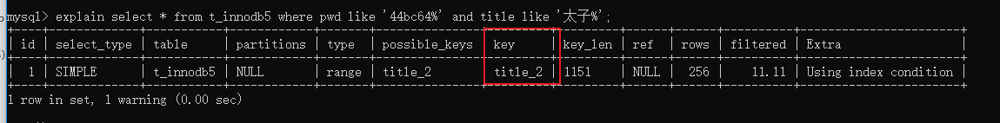 mysql> explain select * from t_innodb5 where pwd like '44bc64%' and title like '太子%';
+----+-------------+-----------+------------+-------+---------------+---------+---------+------+------+----------+-----------------------+
| id | select_type | table | partitions | type | possible_keys | key | key_len | ref | rows | filtered | Extra |
+----+-------------+-----------+------------+-------+---------------+---------+---------+------+------+----------+-----------------------+
| 1 | SIMPLE | t_innodb5 | NULL | range | title_2 | title_2 | 1151 | NULL | 256 | 11.11 | Using index condition |
+----+-------------+-----------+------------+-------+---------------+---------+---------+------+------+----------+-----------------------+
1 row in set, 1 warning (0.00 sec)